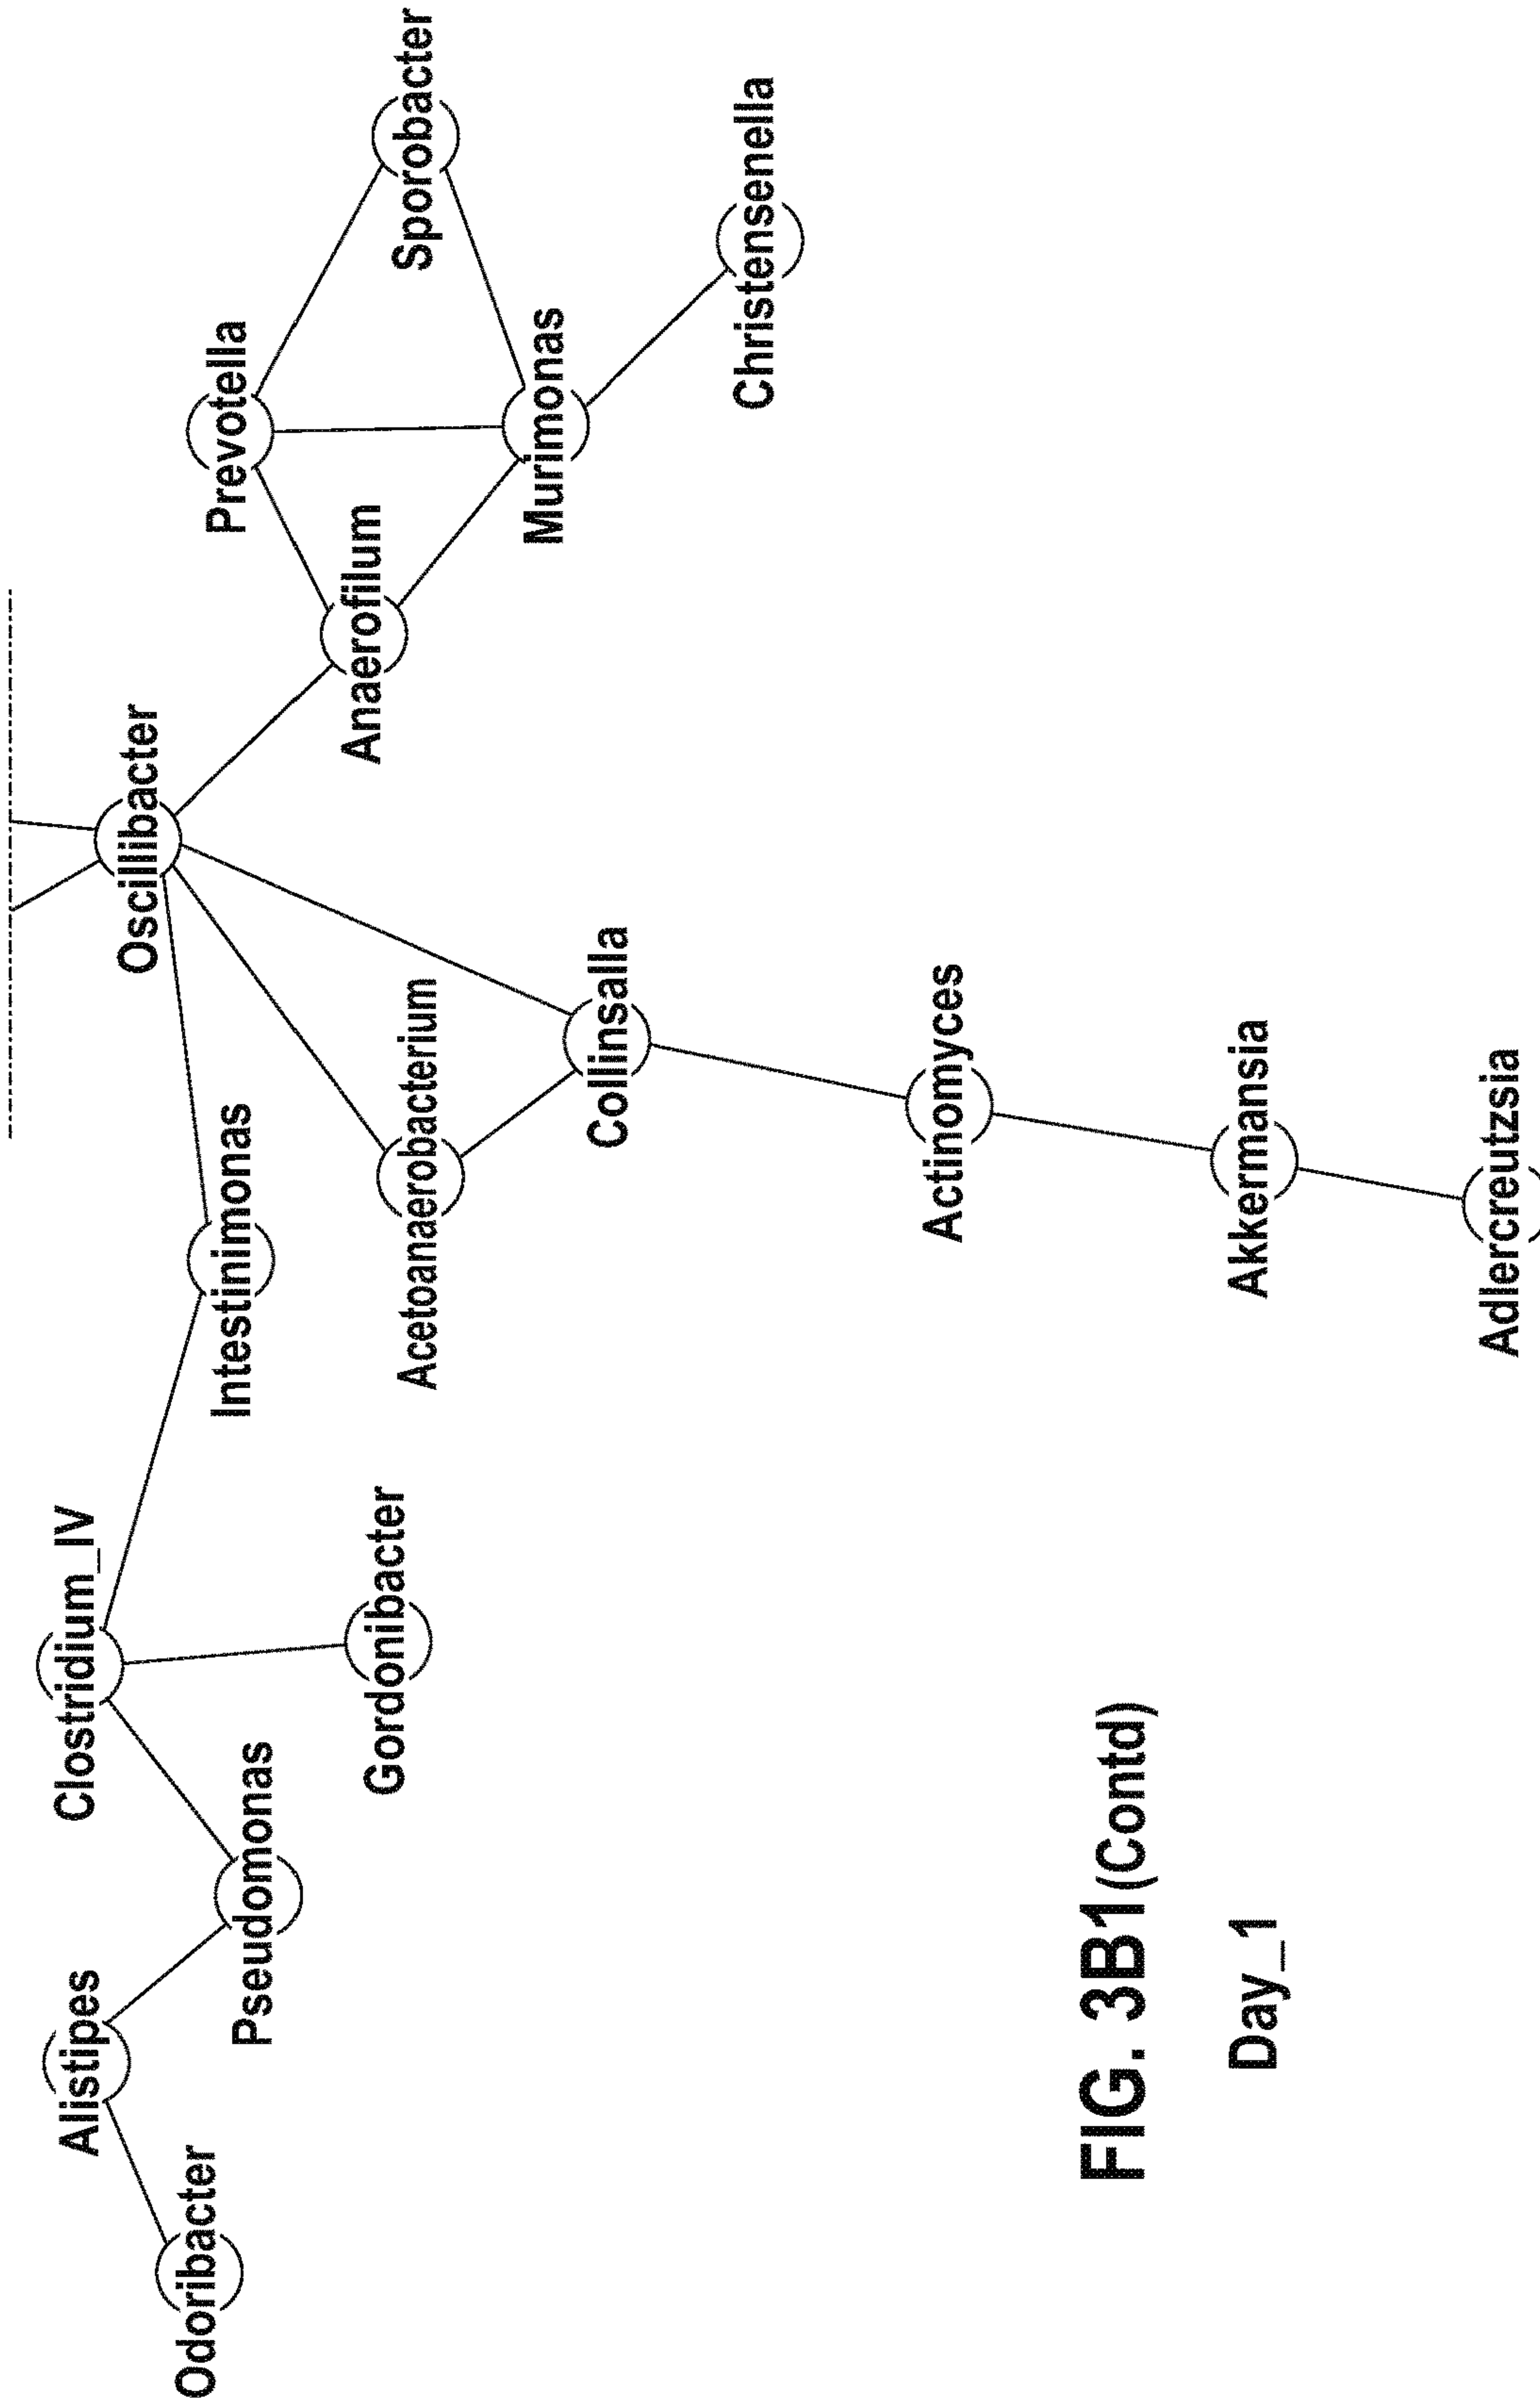 Sporobacter
Christensenella
Prevotella
Murimonas
Anaerofilum
Oscillibacter
Collinsalla
Acetoanaerobacterium
Actinomyces
Akkermansia
Adlercreutzsia
Intestinimonas
Clostridium_IV
Gordonibacter
Pseudomonas
Alistipes
Odoribacter
FIG. 3B1(Contd)
Day_1